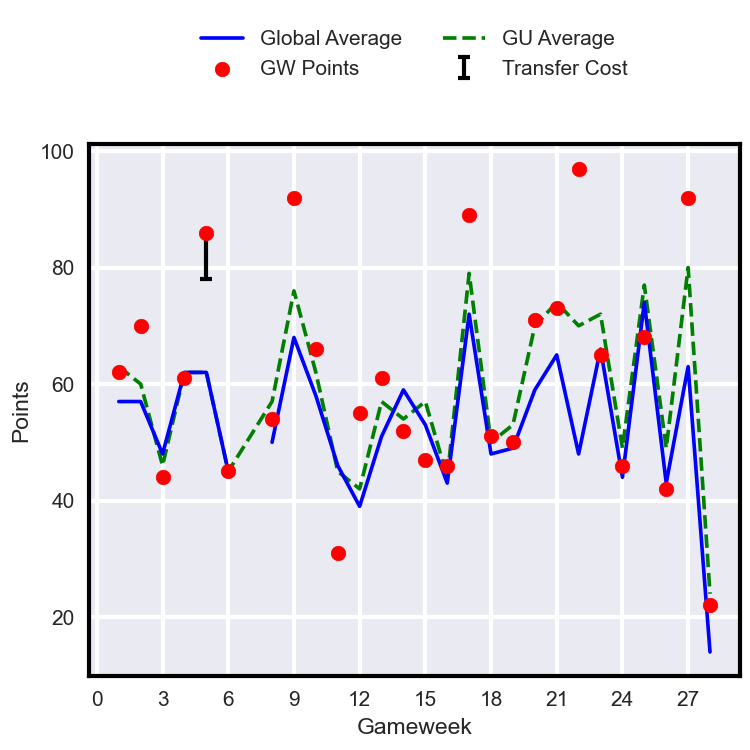 Global Average
GW Points
GU Average
Transfer Cost
100
80
60
40
20
Points
0 3 6 9 12 15 18 21 24 27
Gameweek